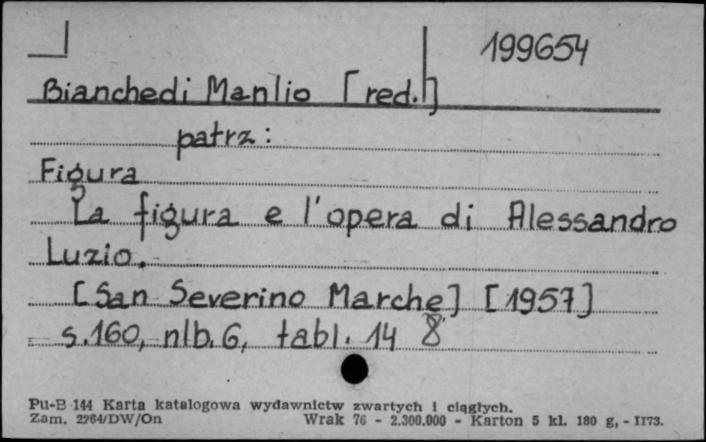 199654
Bianchedi Manlio [red.]
patrz:
Figura
La figura e l'opera di Alessandro
Luzio.
[San Severino Marche] [1957]
s.160, nlb.6, tabl. 14 8
Pu-B 144 Karta katalogowa wydawnictw zwartych i ciągłych.
Zam. 2964/DW/On Wrak 76 - 2.300.000 - Karton 5 kl. 180 g, - II73.